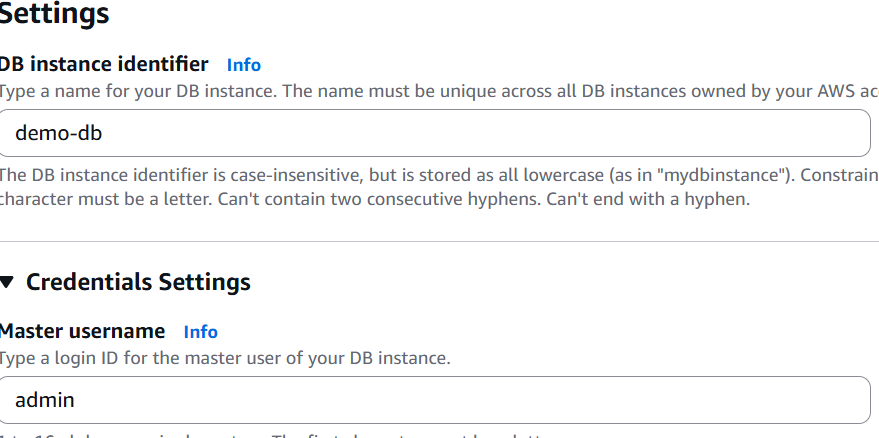 Settings
DB instance identifier Info
Type a name for your DB instance. The name must be unique across all DB instances owned by your AWS
demo-db
The DB instance identifier is case-insensitive, but is stored as all lowercase (as in "mydbinstance").
character must be a letter. Can't contain two consecutive hyphens. Can't end with a hyphen.
Credentials Settings
Master username Info
Type a login ID for the master user of your DB instance.
admin